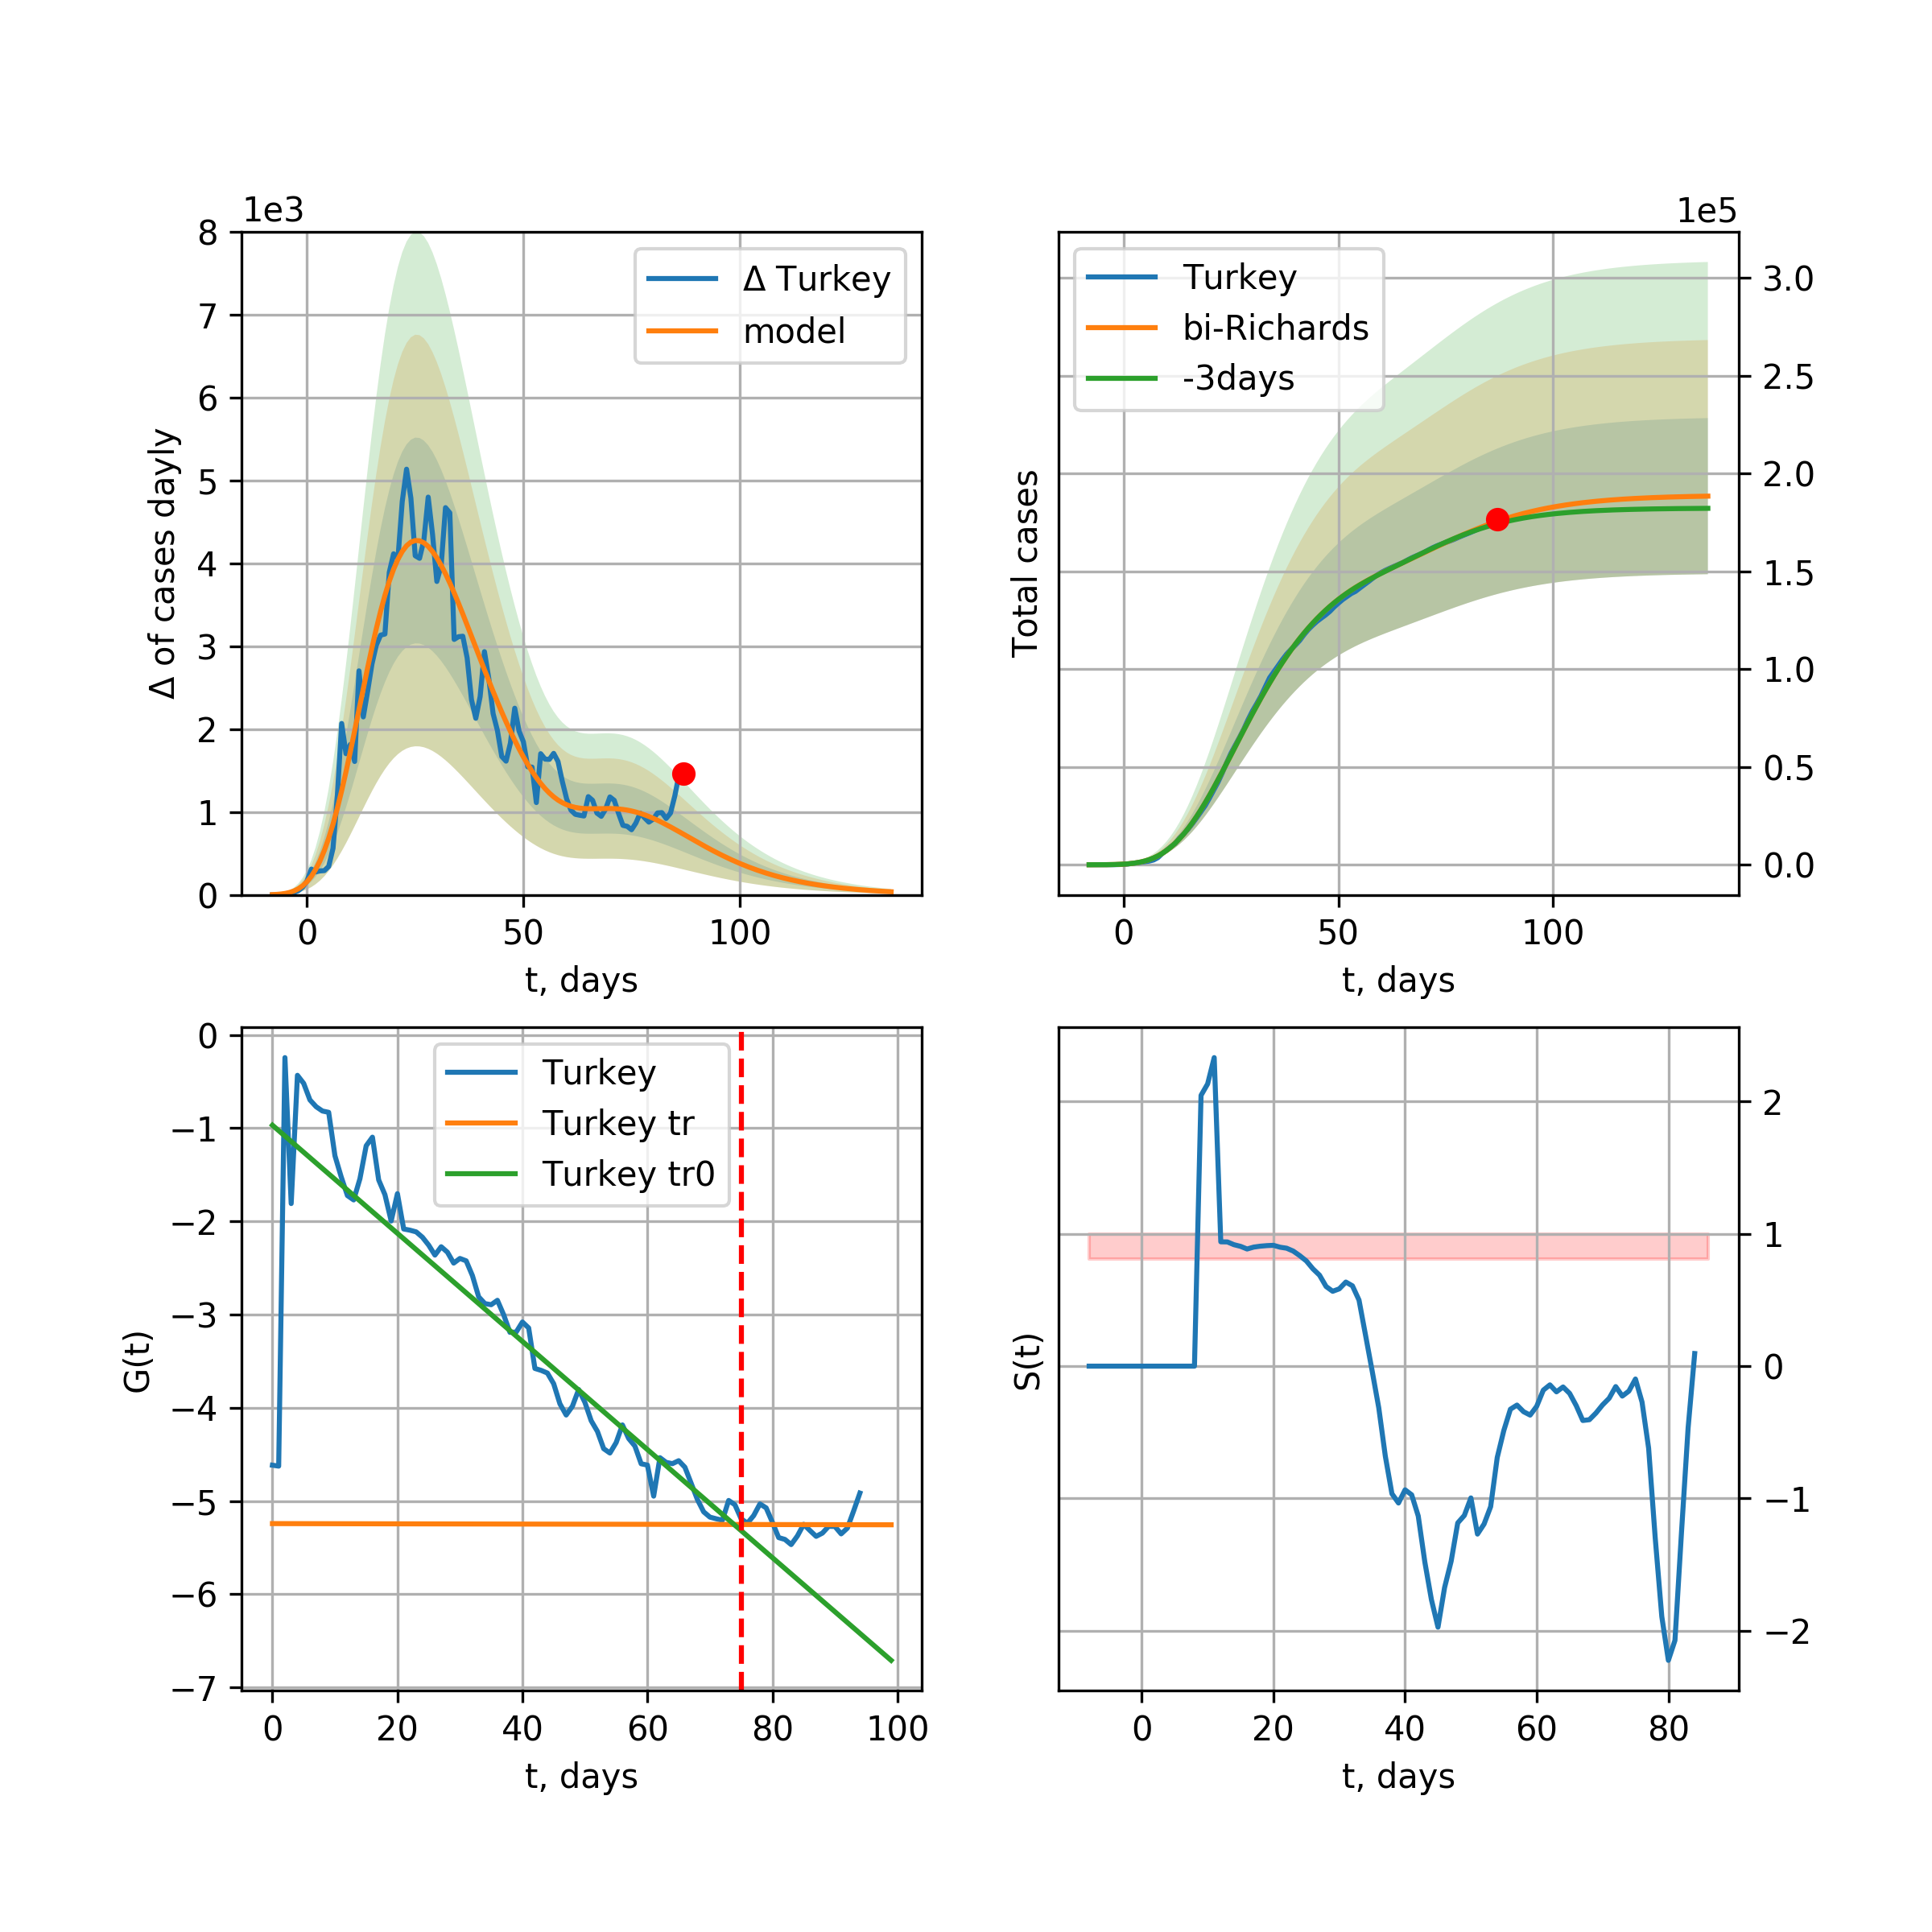 1e3
8
7
6
5
4
3
2
1
0
Δ of cases dayly
Δ Turkey
model
0 50 100
t, days
1e5
Turkey
bi-Richards
-3days
3.0
2.5
2.0
1.5
1.0
0.5
0.0
Total cases
0 50 100
t, days
0
−1
−2
−3
−4
−5
−6
−7
G(t)
Turkey
Turkey tr
Turkey tr0
0 20 40 60 80 100
t, days
2
1
0
−1
−2
S(t)
0 20 40 60 80
t, days